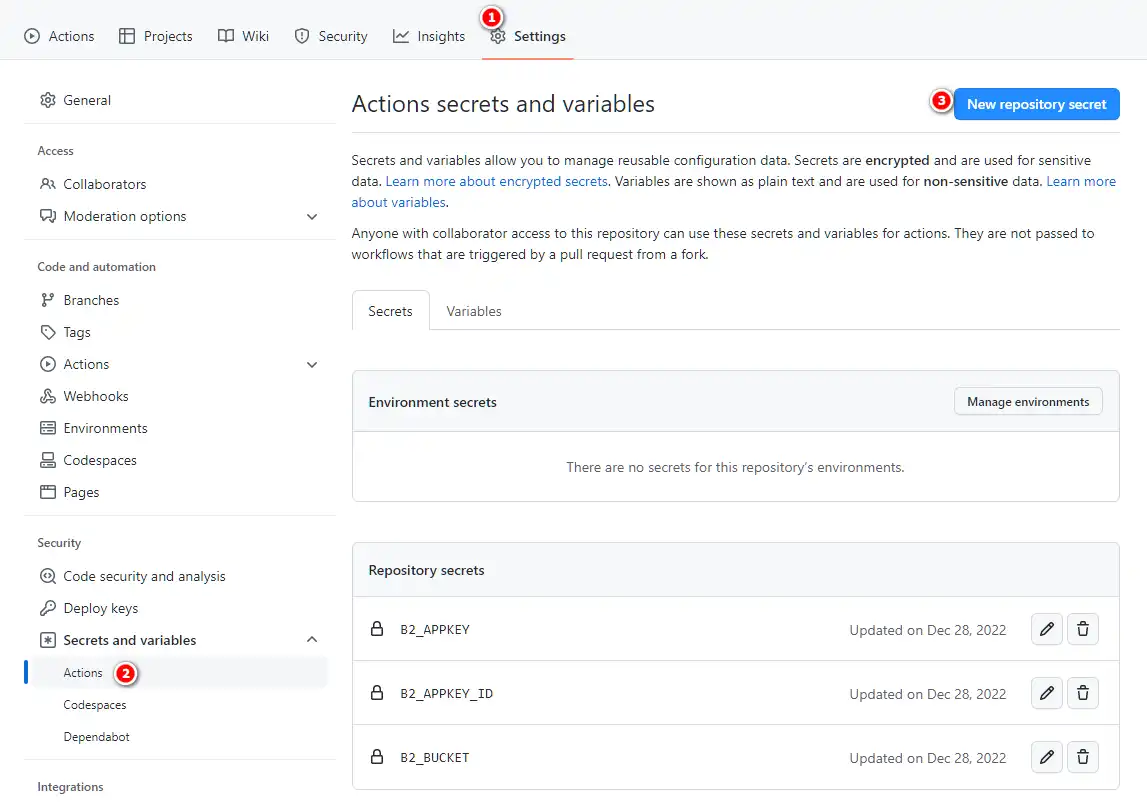 1
Actions Projects Wiki Security Insights Settings
General
Access
Collaborators
Moderation options
Code and automation
Branches
Tags
Actions
Webhooks
Environments
Codespaces
Pages
Security
Code security and analysis
Deploy keys
Secrets and variables
Actions 2
Codespaces
Dependabot
Integrations
Actions secrets and variables
3 New repository secret
Secrets and variables allow you to manage reusable configuration data. Secrets are encrypted and are used for sensitive
data. Learn more about encrypted secrets. Variables are shown as plain text and are used for non-sensitive data. Learn more
about variables.
Anyone with collaborator access to this repository can use these secrets and variables for actions. They are not passed to
workflows that are triggered by a pull request from a fork.
Secrets Variables
Environment secrets Manage environments
There are no secrets for this repository's environments.
Repository secrets
B2_APPKEY Updated on Dec 28, 2022
B2_APPKEY_ID Updated on Dec 28, 2022
B2_BUCKET Updated on Dec 28, 2022